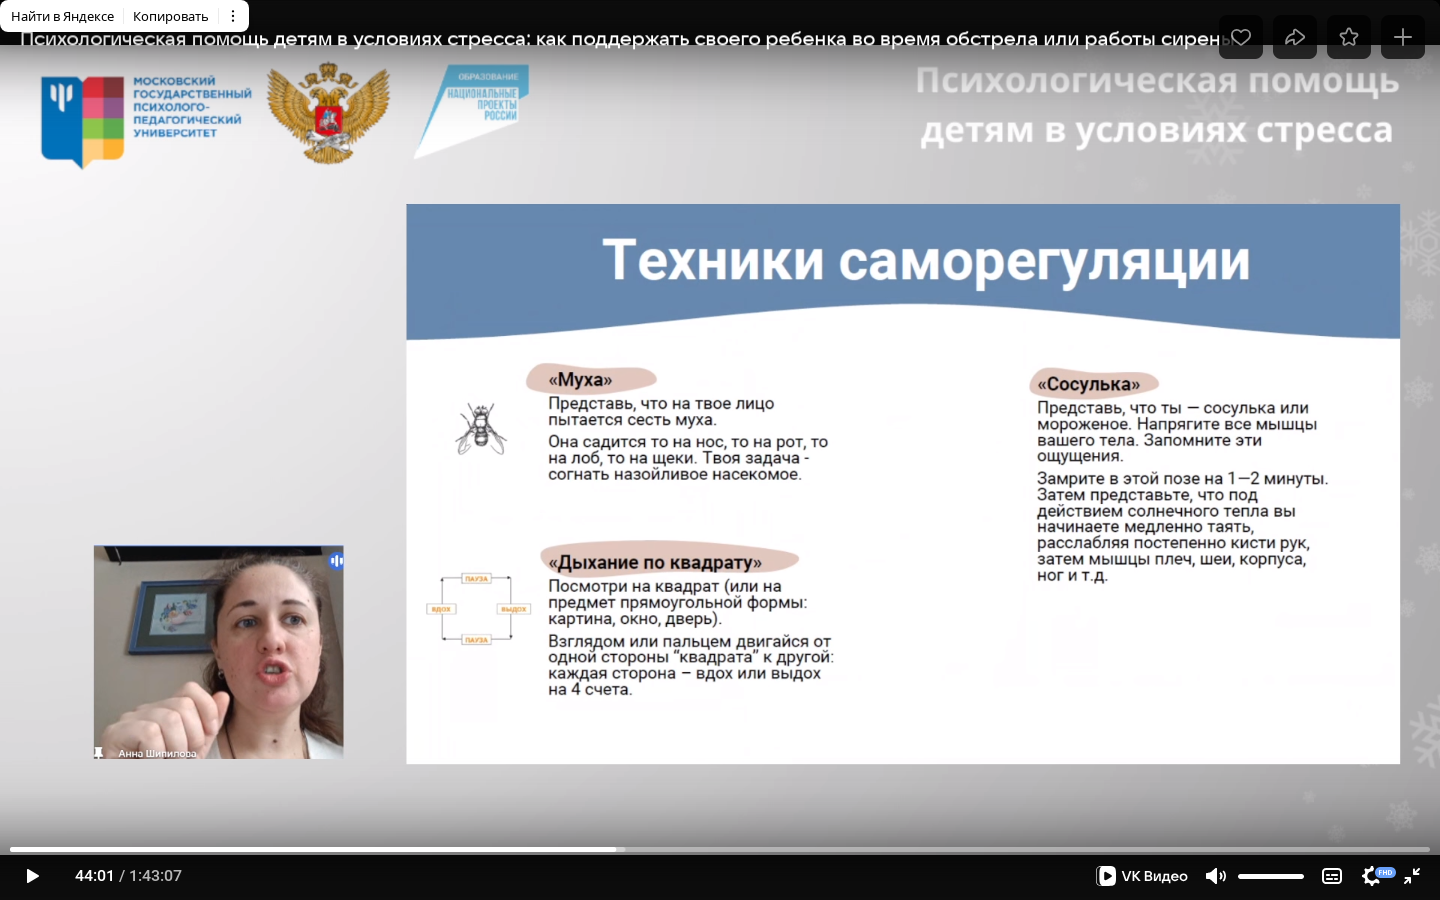 Найти в Яндексе
Копировать
Психологическая помощь детям в условиях стресса: как поддержать своего ребенка во время обстрела или работы сирены
МОСКОВСКИЙ
ГОСУДАРСТВЕННЫЙ
ПСИХОЛОГО-
ПЕДАГОГИЧЕСКИЙ
УНИВЕРСИТЕТ
ОБРАЗОВАНИЕ
НАЦИОНАЛЬНЫЕ
ПРОЕКТЫ
РОССИИ
Психологическая помощь
детям в условиях стресса
Техники саморегуляции
«Муха»
Представь, что на твое лицо
пытается сесть муха.
Она садится то на нос, то на рот, то
на лоб, то на щеки. Твоя задача -
согнать назойливое насекомое.
«Дыхание по квадрату»
ПАУЗА
ВДОХ
ВЫДОХ
ПАУЗА
Посмотри на квадрат (или на
предмет прямоугольной формы:
картина, окно, дверь).
Взглядом или пальцем двигайся от
одной стороны “квадрата” к другой:
каждая сторона – вдох или выдох
на 4 счета.
«Сосулька»
Представь, что ты — сосулька или
мороженое. Напрягите все мышцы
вашего тела. Запомните эти
ощущения.
Замрите в этой позе на 1—2 минуты.
Затем представьте, что под
действием солнечного тепла вы
начинаете медленно таять,
расслабляя постепенно кисти рук,
затем мышцы плеч, шеи, корпуса,
ног и т.д.
Анна Шипилова
44:01 / 1:43:07
VK Видео
FHD